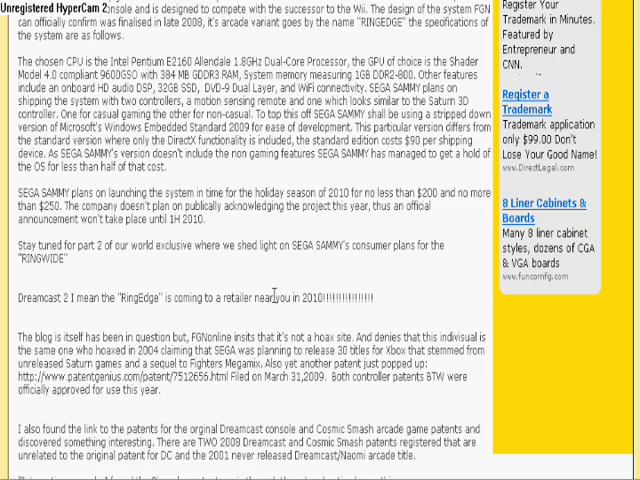 Unregistered HyperCam 2
console and is designed to compete with the successor to the Wii. The design of the system FGN
can officially confirm was finalised in late 2008, it's arcade variant goes by the name "RINGEDGE" the specifications of
the system are as follows.
The chosen CPU is the Intel Pentium E2160 Allendale 1.8GHz Dual-Core Processor, the GPU of choice is the Shader
Model 4.0 compliant 9600GSO with 384 MB GDDR3 RAM, System memory measuring 1GB DDR2-800. Other features
include an onboard HD audio DSP, 32GB SSD, DVD-9 Dual Layer, and WiFi connectivity. SEGA SAMMY plans on
shipping the system with two controllers, a motion sensing remote and one which looks similar to the Saturn 3D
controller. One for casual gaming the other for non-casual. To top this off SEGA SAMMY shall be using a stripped down
version of Microsoft's Windows Embedded Standard 2009 for ease of development. This particular version differs from
the standard version where only the DirectX functionality is included, the standard edition costs $90 per shipping
device. As SEGA SAMMY's version doesn't include the non gaming features SEGA SAMMY has managed to get a hold of
the OS for less than half of that cost.
SEGA SAMMY plans on launching the system in time for the holiday season of 2010 for no less than $200 and no more
than $250. The company doesn't plan on publically acknowledging the project this year, thus an official
announcement won't take place until 1H 2010.
Stay tuned for part 2 of our world exclusive where we shed light on SEGA SAMMY's consumer plans for the
"RINGWIDE"
Dreamcast 2 I mean the "RingEdge" is coming to a retailer near you in 2010!!!!!!!!!!!!!!!!
The blog is itself has been in question but, FGNonline insits that it's not a hoax site. And denies that this indivisual is
the same one who hoaxed in 2004 claiming that SEGA was planning to release 30 titles for Xbox that stemmed from
unreleased Saturn games and a sequel to Fighters Megamix. Also yet another patent just popped up:
http://www.patentgenius.com/patent/7512656.html Filed on March 31,2009. Both controller patents BTW were
officially approved for use this year.
I also found the link to the patents for the orginal Dreamcast console and Cosmic Smash arcade game patents and
discovered something interesting. There are TWO 2008 Dreamcast and Cosmic Smash patents registered that are
unrelated to the original patent for DC and the 2001 never released Dreamcast/Naomi arcade title.
Register Your
Trademark in Minutes.
Featured by
Entrepreneur and
CNN.
Register a
Trademark
Trademark application
only $99.00 Don't
Lose Your Good Name!
www.DirectLegal.com
8 Liner Cabinets &
Boards
Many 8 liner cabinet
styles, dozens of CGA
& VGA boards
www.funcomfg.com